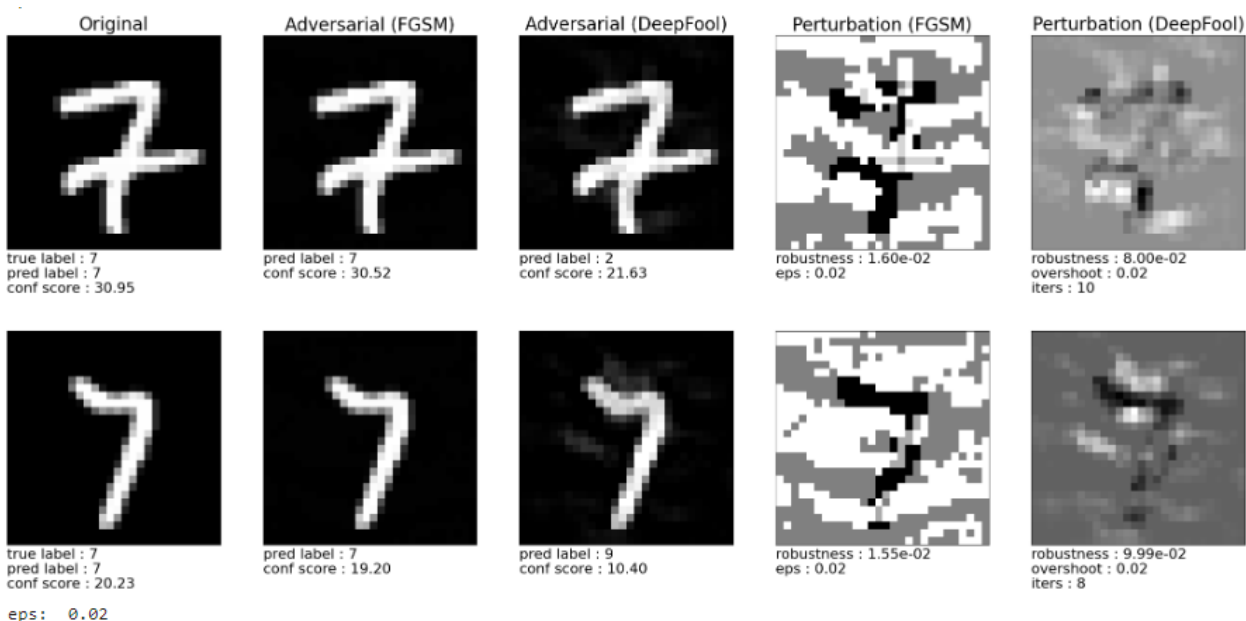 Original Adversarial (FGSM) Adversarial (DeepFool) Perturbation (FGSM) Perturbation (DeepFool)
true label : 7 pred label : 7 pred label : 2 robustness : 1.60e-02 robustness : 8.00e-02
pred label : 7 conf score : 30.52 conf score : 21.63 eps : 0.02 overshoot : 0.02
conf score : 30.95 iters : 10
true label : 7 pred label : 7 pred label : 9 robustness : 1.55e-02 robustness : 9.99e-02
pred label : 7 conf score : 19.20 conf score : 10.40 eps : 0.02 overshoot : 0.02
conf score : 20.23 iters : 8
eps: 0.02